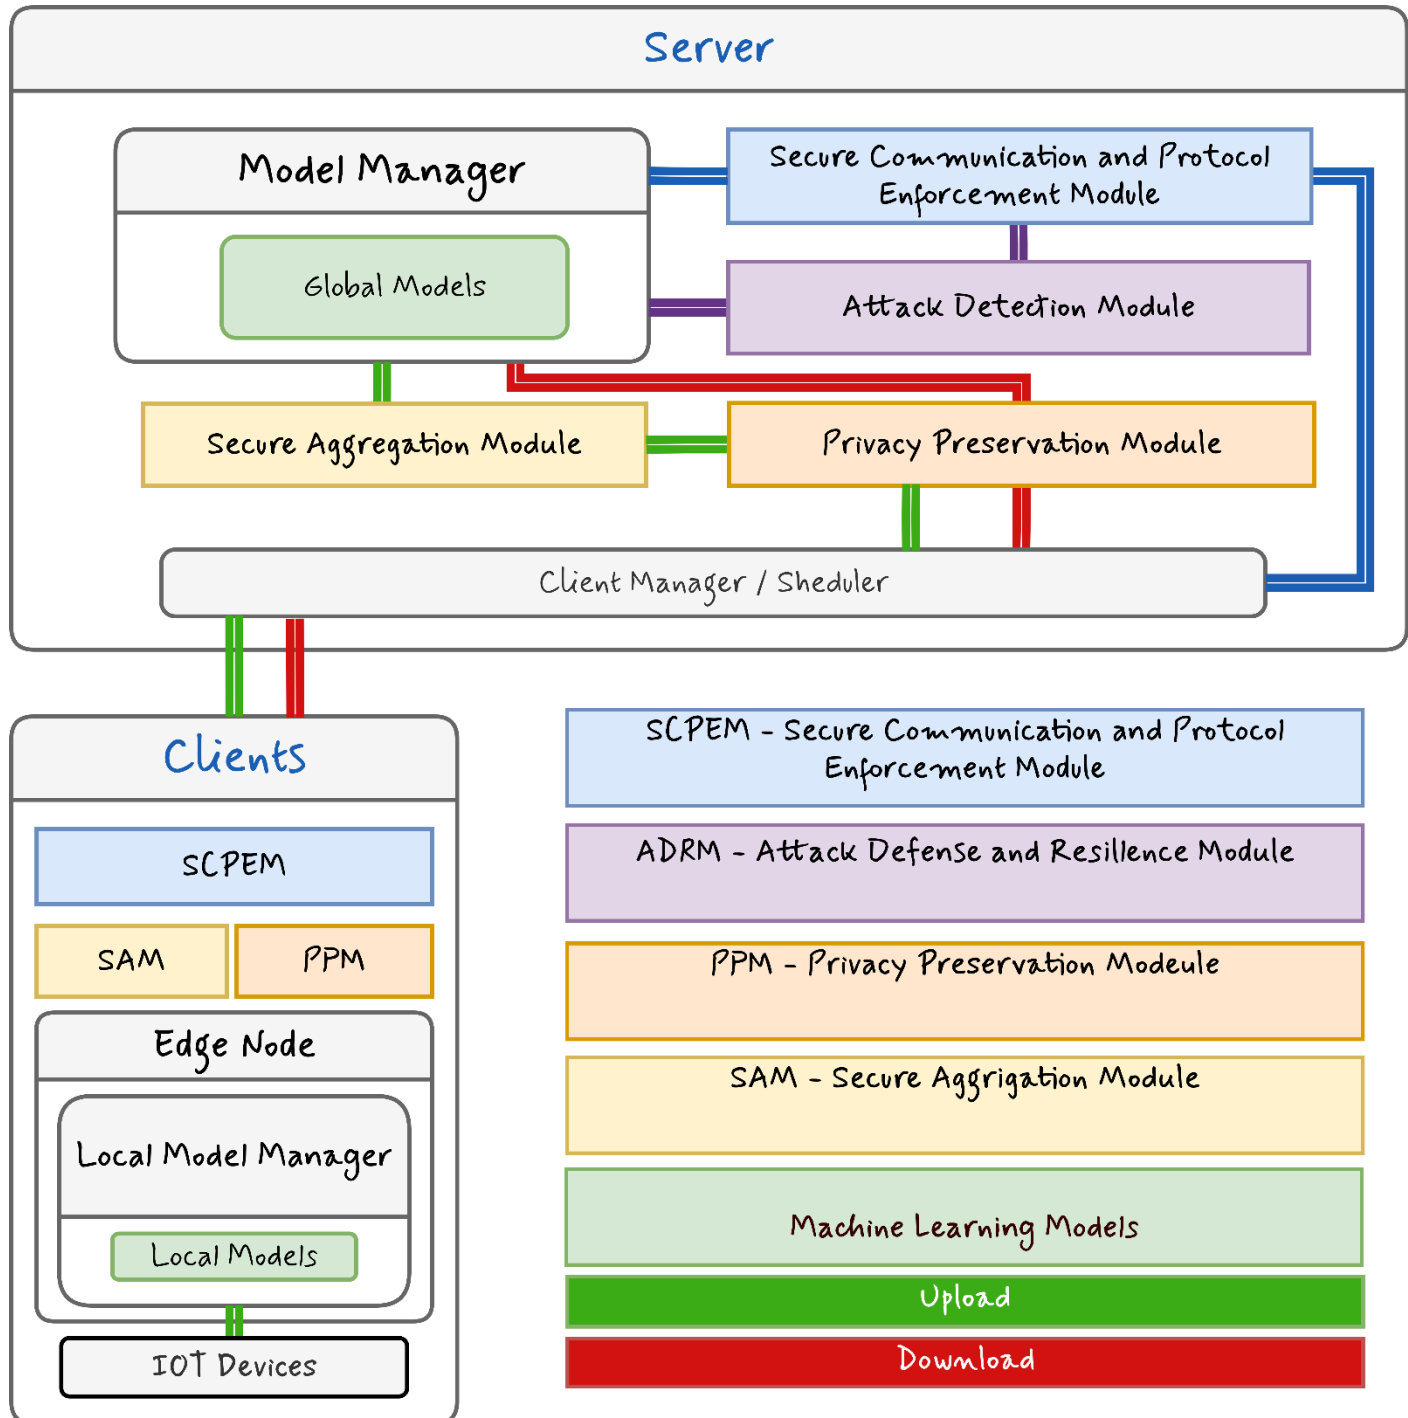 Server
Model Manager
Global Models
Secure Communication and Protocol
Enforcement Module
Attack Detection Module
Secure Aggregation Module
Privacy Preservation Module
Client Manager / Sheduler
Clients
SCPEM
SAM
PPM
Edge Node
Local Model Manager
Local Models
IOT Devices
SCPEM - Secure Communication and Protocol
Enforcement Module
ADRM - Attack Defense and Resillence Module
PPM - Privacy Preservation Modeule
SAM - Secure Aggrigation Module
Machine Learning Models
Upload
Download